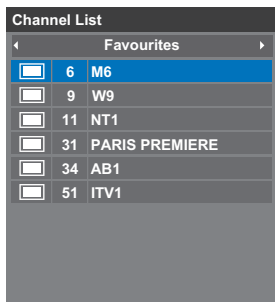 Channel List
Favourites
6 M6
9 W9
11 NT1
31 PARIS PREMIERE
34 AB1
51 ITV1